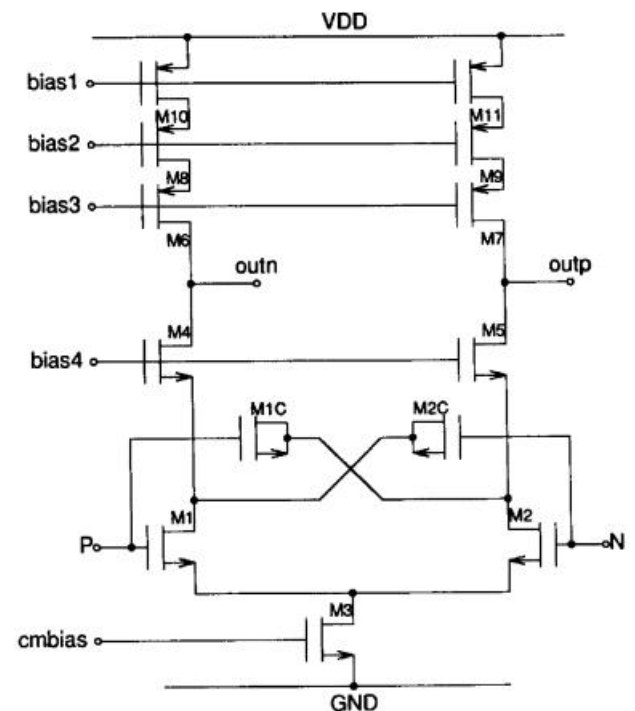 VDD
bias1
M10
M11
bias2
M8
M9
bias3
M6
M7
outn
outp
M4
M5
bias4
M1C
M2C
M1
M2
P
N
M3
cmbias
GND